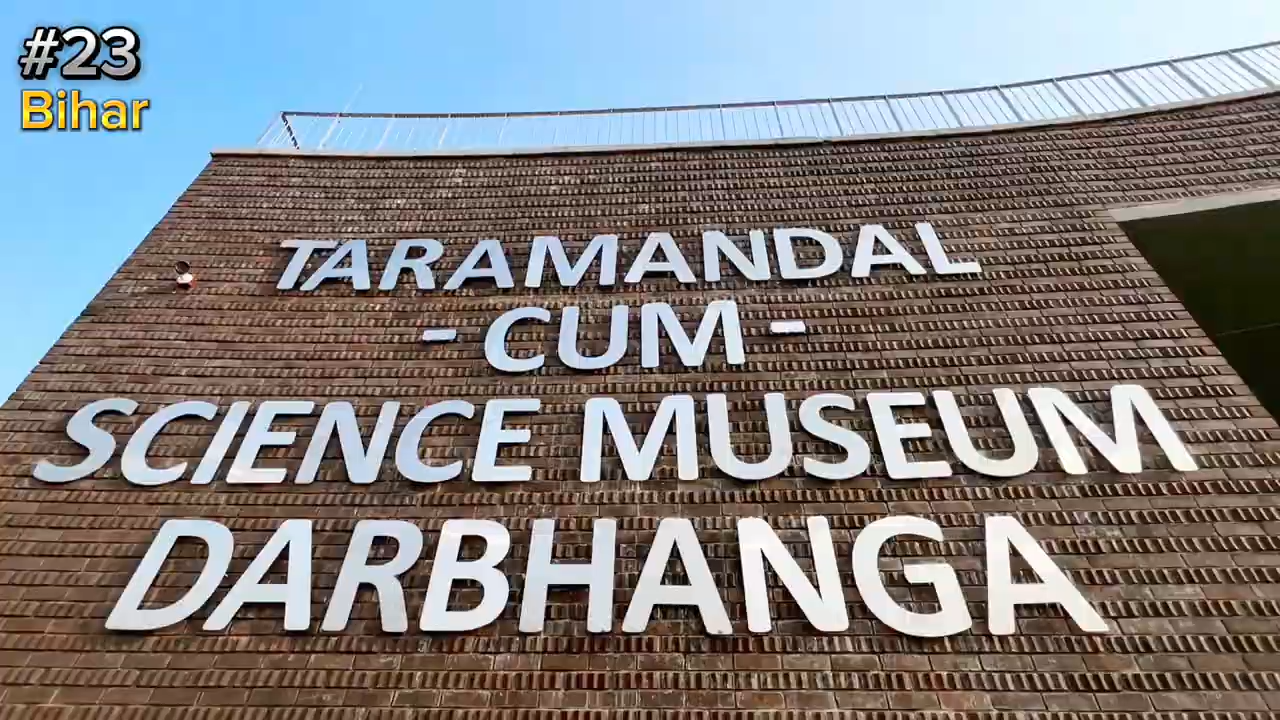 #23
Bihar
TARAMANDAL
- CUM -
SCIENCE MUSEUM
DARBHANGA